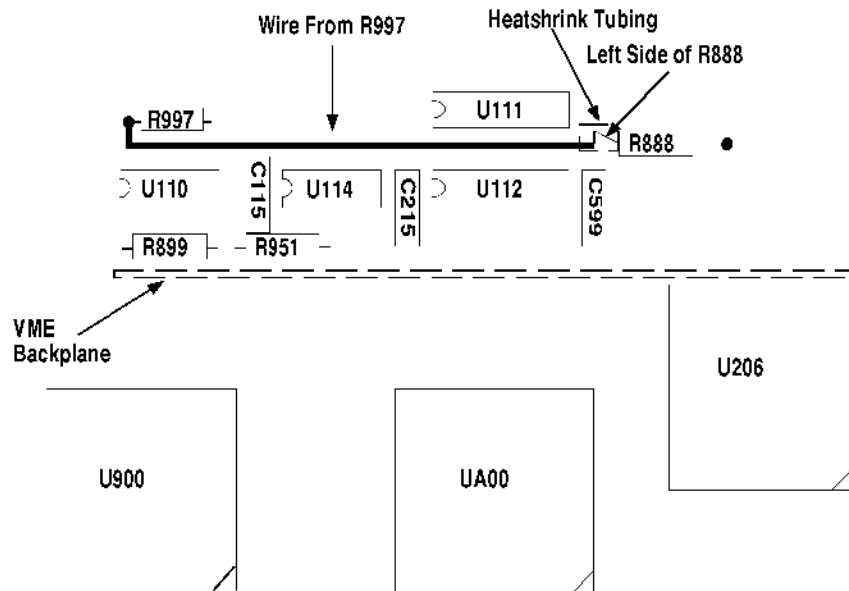 Heatshrink Tubing
Wire From R997
Left Side of R888
R997
U111
R888
U110
C115
U114
C215
U112
C599
R899
R951
VME
Backplane
U206
U900
UA00